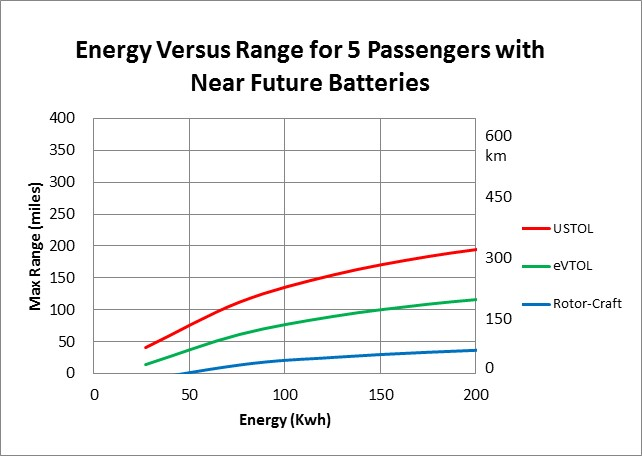 Energy Versus Range for 5 Passengers with
Near Future Batteries
400
350
300
250
200
150
100
50
0
Max Range (miles)
600
km
450
300
150
0
0 50 100 150 200
Energy (Kwh)
USTOL
eVTOL
Rotor-Craft